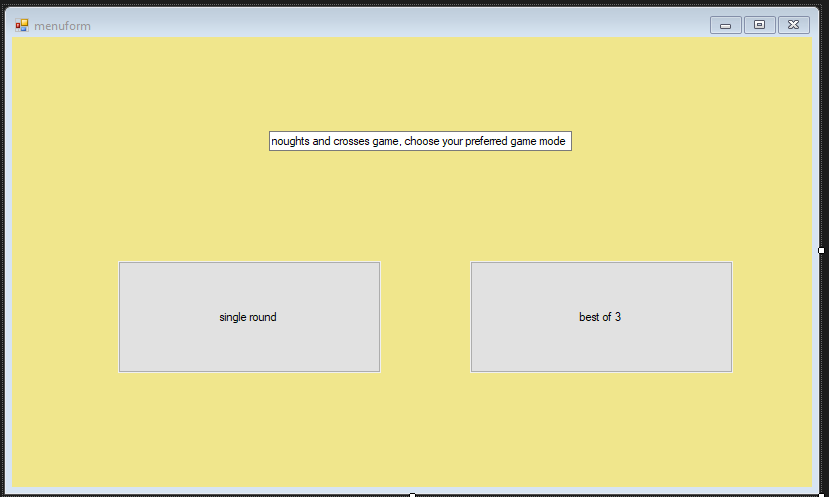 menuform
noughts and crosses game, choose your preferred game mode
single round
best of 3